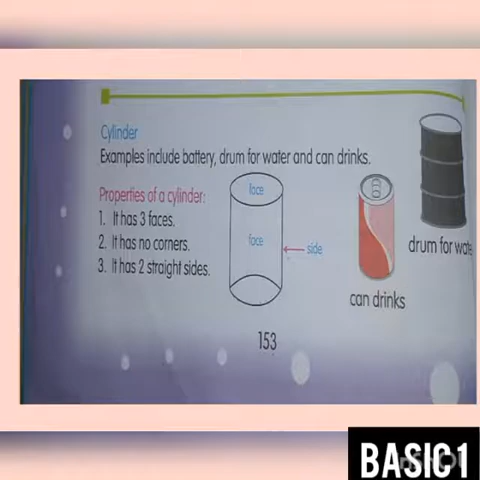 Cylinder
Examples include battery, drum for water and can drinks.
Properties of a cylinder:
1. It has 3 faces.
2. It has no corners.
3. It has 2 straight sides.
face
face
side
can drinks
drum for wate
153
BASIC1